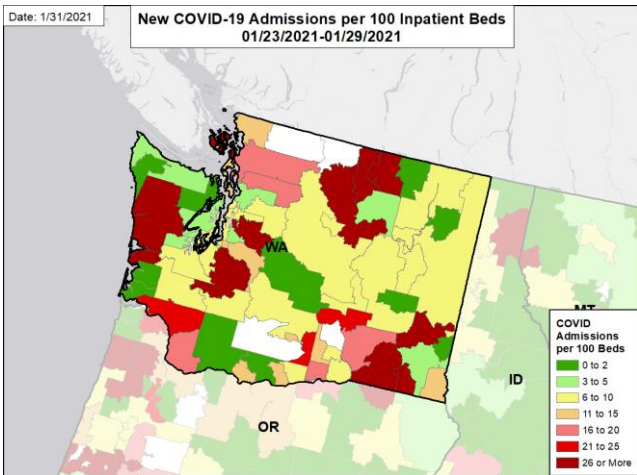 Date: 1/31/2021
New COVID-19 Admissions per 100 Inpatient Beds
01/23/2021-01/29/2021
WA
MT
ID
OR
COVID
Admissions
per 100 Beds
0 to 2
3 to 5
6 to 10
11 to 15
16 to 20
21 to 25
26 or More